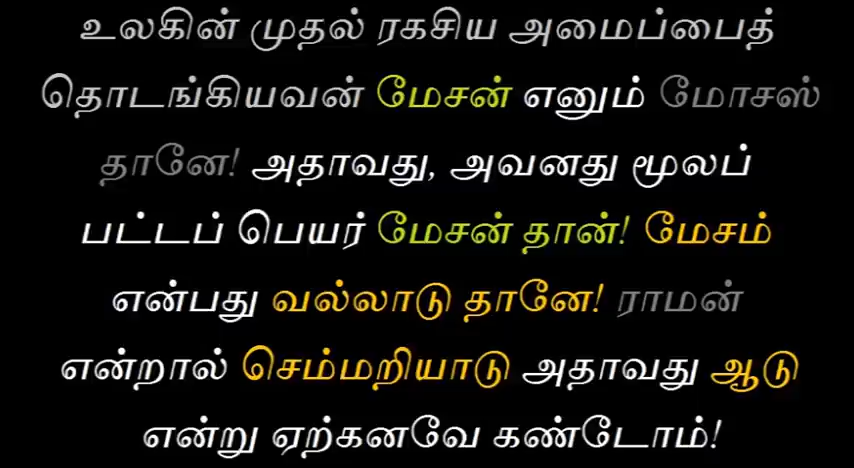 உலகின் முதல் ரகசிய அமைப்பைத்
தொடங்கியவன் மேசன் எனும் மோசஸ்
தானே! அதாவது, அவனது மூலப்
பட்டப் பெயர் மேசன் தான்! மேசம்
என்பது வல்லாடு தானே! ராமன்
என்றால் செம்மறியாடு அதாவது ஆடு
என்று ஏற்கனவே கண்டோம்!